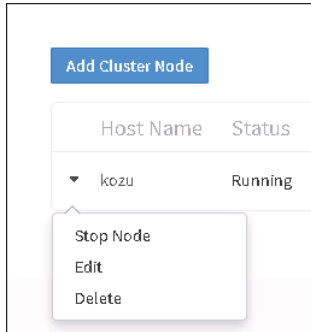 Add Cluster Node
Host Name Status
kozu Running
Stop Node
Edit
Delete